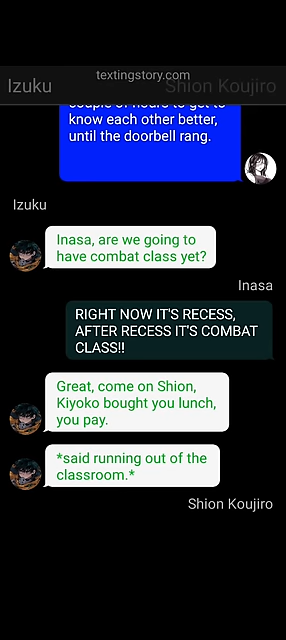 textingstory.com
Izuku
Shion Koujiro
couple of hours to get to
know each other better,
until the doorbell rang.
Izuku
Inasa, are we going to
have combat class yet?
Inasa
RIGHT NOW IT'S RECESS,
AFTER RECESS IT'S COMBAT
CLASS!!
Great, come on Shion,
Kiyoko bought you lunch,
you pay.
*said running out of the
classroom.*
Shion Koujiro